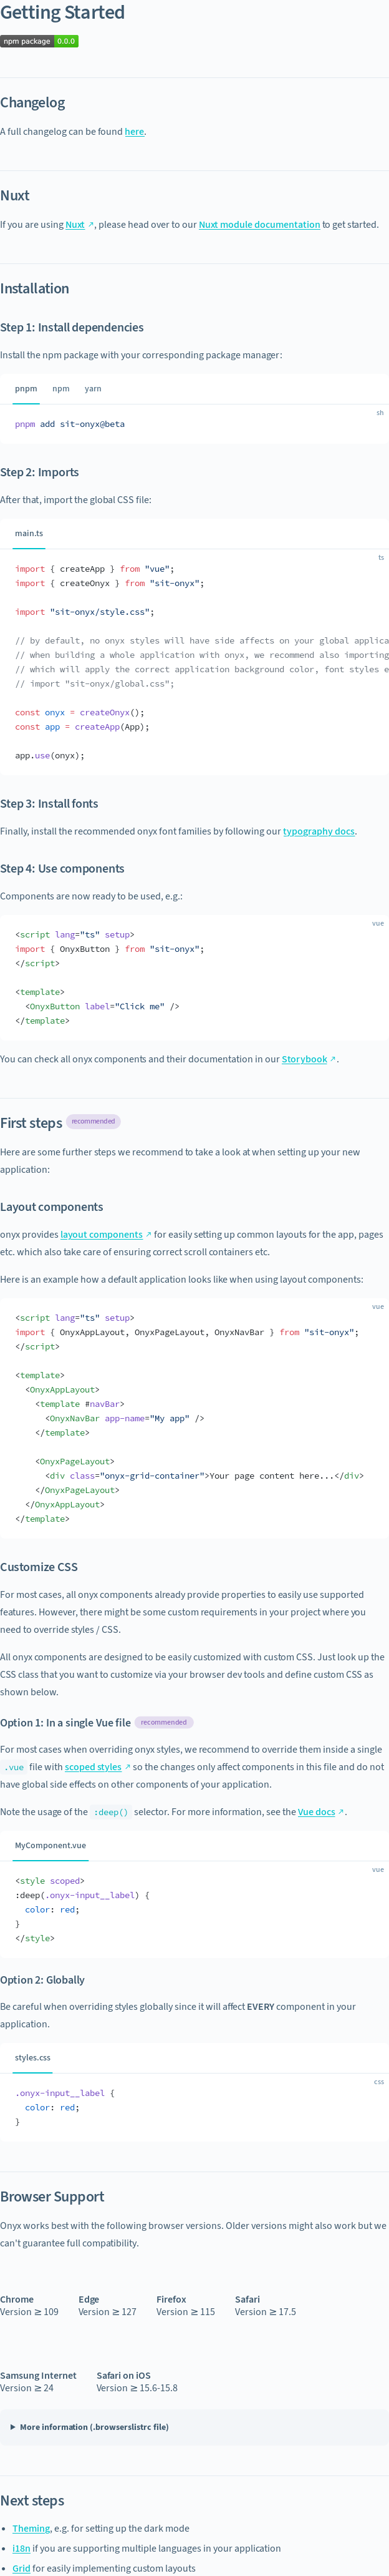 Getting Started
npm package 0.0.0
Changelog
A full changelog can be found here.
Nuxt
If you are using Nuxt ↗, please head over to our Nuxt module documentation to get started.
Installation
Step 1: Install dependencies
Install the npm package with your corresponding package manager:
pnpm npm yarn
sh
pnpm add sit-onyx@beta
Step 2: Imports
After that, import the global CSS file:
main.ts
ts
import { createApp } from "vue";
import { createOnyx } from "sit-onyx";
import "sit-onyx/style.css";
// by default, no onyx styles will have side affects on your global applica
// when building a whole application with onyx, we recommend also importing
// which will apply the correct application background color, font styles e
// import "sit-onyx/global.css";
const onyx = createOnyx();
const app = createApp(App);
app.use(onyx);
Step 3: Install fonts
Finally, install the recommended onyx font families by following our typography docs.
Step 4: Use components
Components are now ready to be used, e.g.:
vue
<script lang="ts" setup>
import { OnyxButton } from "sit-onyx";
</script>
<template>
<OnyxButton label="Click me" />
</template>
You can check all onyx components and their documentation in our Storybook ↗.
First steps recommended
Here are some further steps we recommend to take a look at when setting up your new
application:
Layout components
onyx provides layout components ↗ for easily setting up common layouts for the app, pages
etc. which also take care of ensuring correct scroll containers etc.
Here is an example how a default application looks like when using layout components:
vue
<script lang="ts" setup>
import { OnyxAppLayout, OnyxPageLayout, OnyxNavBar } from "sit-onyx";
</script>
<template>
<OnyxAppLayout>
<template #navBar>
<OnyxNavBar app-name="My app" />
</template>
<OnyxPageLayout>
<div class="onyx-grid-container">Your page content here...</div>
</OnyxPageLayout>
</OnyxAppLayout>
</template>
Customize CSS
For most cases, all onyx components already provide properties to easily use supported
features. However, there might be some custom requirements in your project where you
need to override styles / CSS.
All onyx components are designed to be easily customized with custom CSS. Just look up the
CSS class that you want to customize via your browser dev tools and define custom CSS as
shown below.
Option 1: In a single Vue file recommended
For most cases when overriding onyx styles, we recommend to override them inside a single
.vue file with scoped styles ↗ so the changes only affect components in this file and do not
have global side effects on other components of your application.
Note the usage of the :deep() selector. For more information, see the Vue docs ↗.
MyComponent.vue
vue
<style scoped>
:deep(.onyx-input__label) {
color: red;
}
</style>
Option 2: Globally
Be careful when overriding styles globally since it will affect EVERY component in your
application.
styles.css
css
.onyx-input__label {
color: red;
}
Browser Support
Onyx works best with the following browser versions. Older versions might also work but we
can't guarantee full compatibility.
Chrome Edge Firefox Safari
Version ≥ 109 Version ≥ 127 Version ≥ 115 Version ≥ 17.5
Samsung Internet Safari on iOS
Version ≥ 24 Version ≥ 15.6-15.8
▶ More information (.browserslistrc file)
Next steps
• Theming, e.g. for setting up the dark mode
• i18n if you are supporting multiple languages in your application
• Grid for easily implementing custom layouts